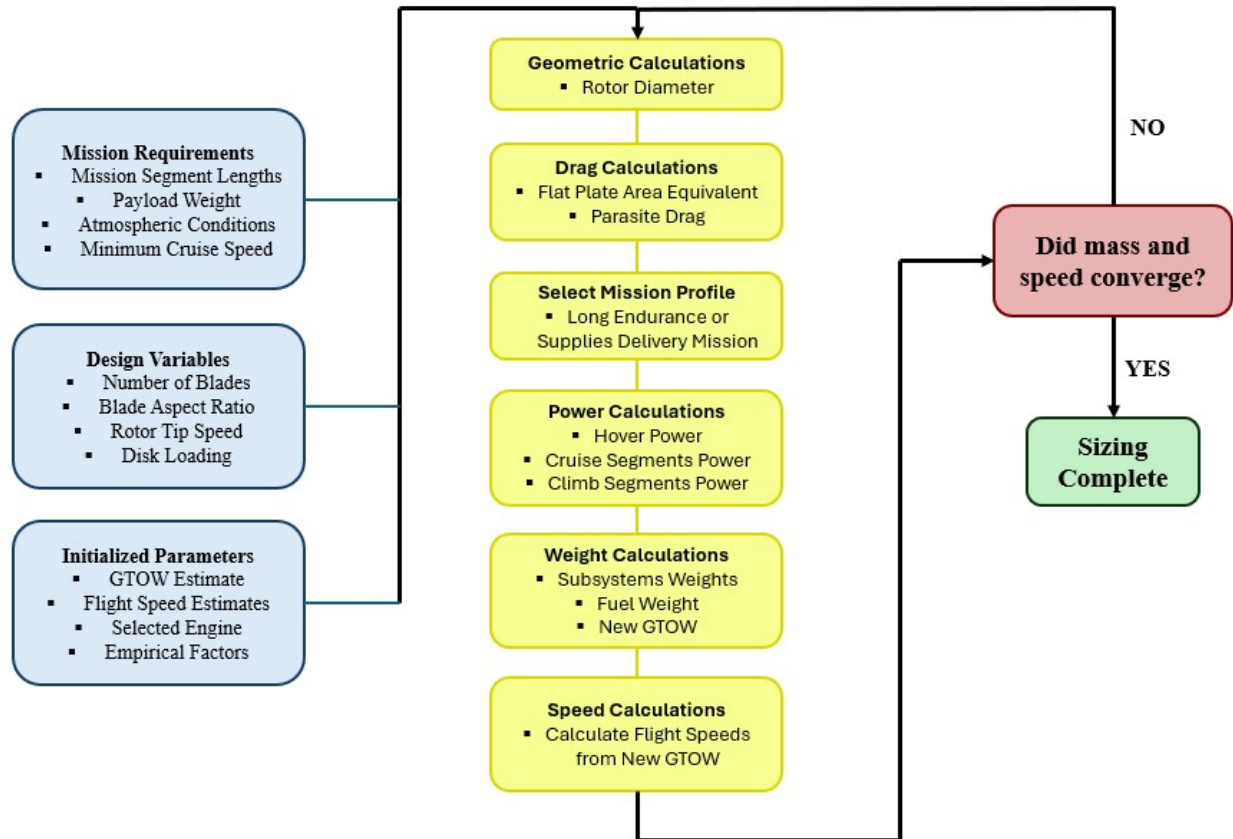 Mission Requirements
▪ Mission Segment Lengths
▪ Payload Weight
▪ Atmospheric Conditions
▪ Minimum Cruise Speed
Design Variables
▪ Number of Blades
▪ Blade Aspect Ratio
▪ Rotor Tip Speed
▪ Disk Loading
Initialized Parameters
▪ GTOW Estimate
▪ Flight Speed Estimates
▪ Selected Engine
▪ Empirical Factors
Geometric Calculations
▪ Rotor Diameter
Drag Calculations
▪ Flat Plate Area Equivalent
▪ Parasite Drag
Select Mission Profile
▪ Long Endurance or
Supplies Delivery Mission
Power Calculations
▪ Hover Power
▪ Cruise Segments Power
▪ Climb Segments Power
Weight Calculations
▪ Subsystems Weights
▪ Fuel Weight
▪ New GTOW
Speed Calculations
▪ Calculate Flight Speeds
from New GTOW
NO
Did mass and
speed converge?
YES
Sizing
Complete